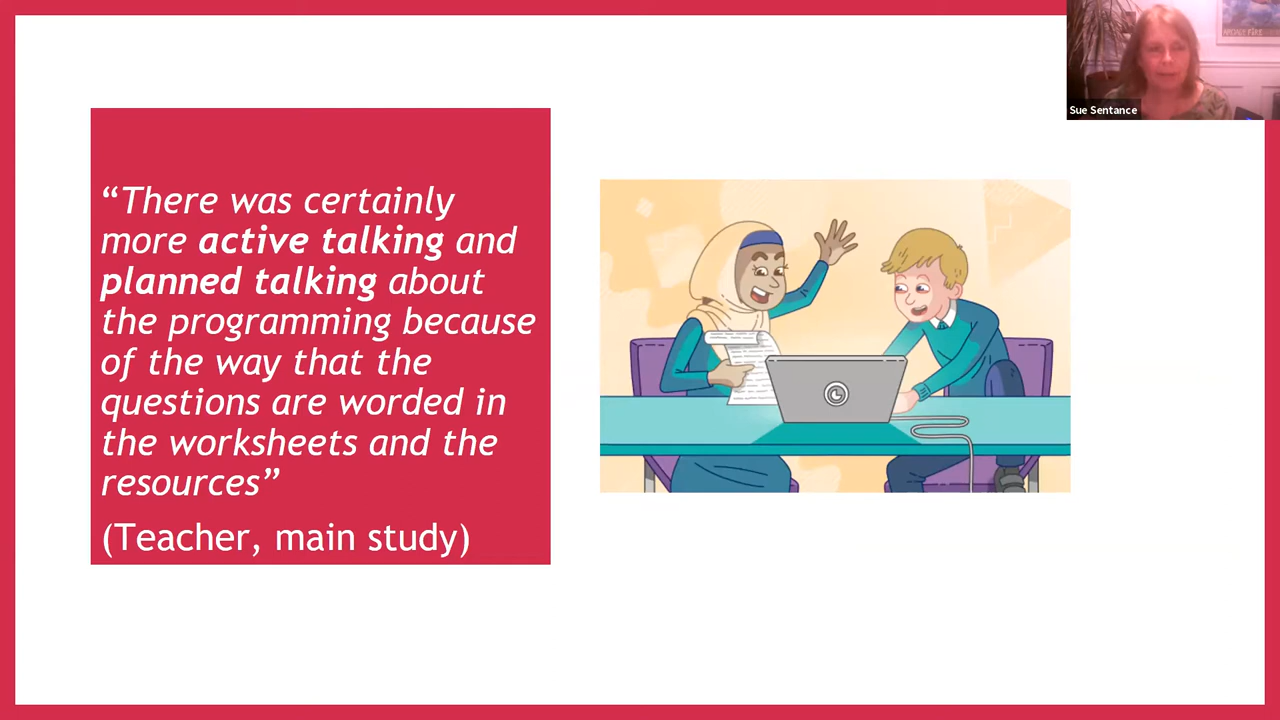 “There was certainly
more active talking and
planned talking about
the programming because
of the way that the
questions are worded in
the worksheets and the
resources”
(Teacher, main study)
Sue Sentance